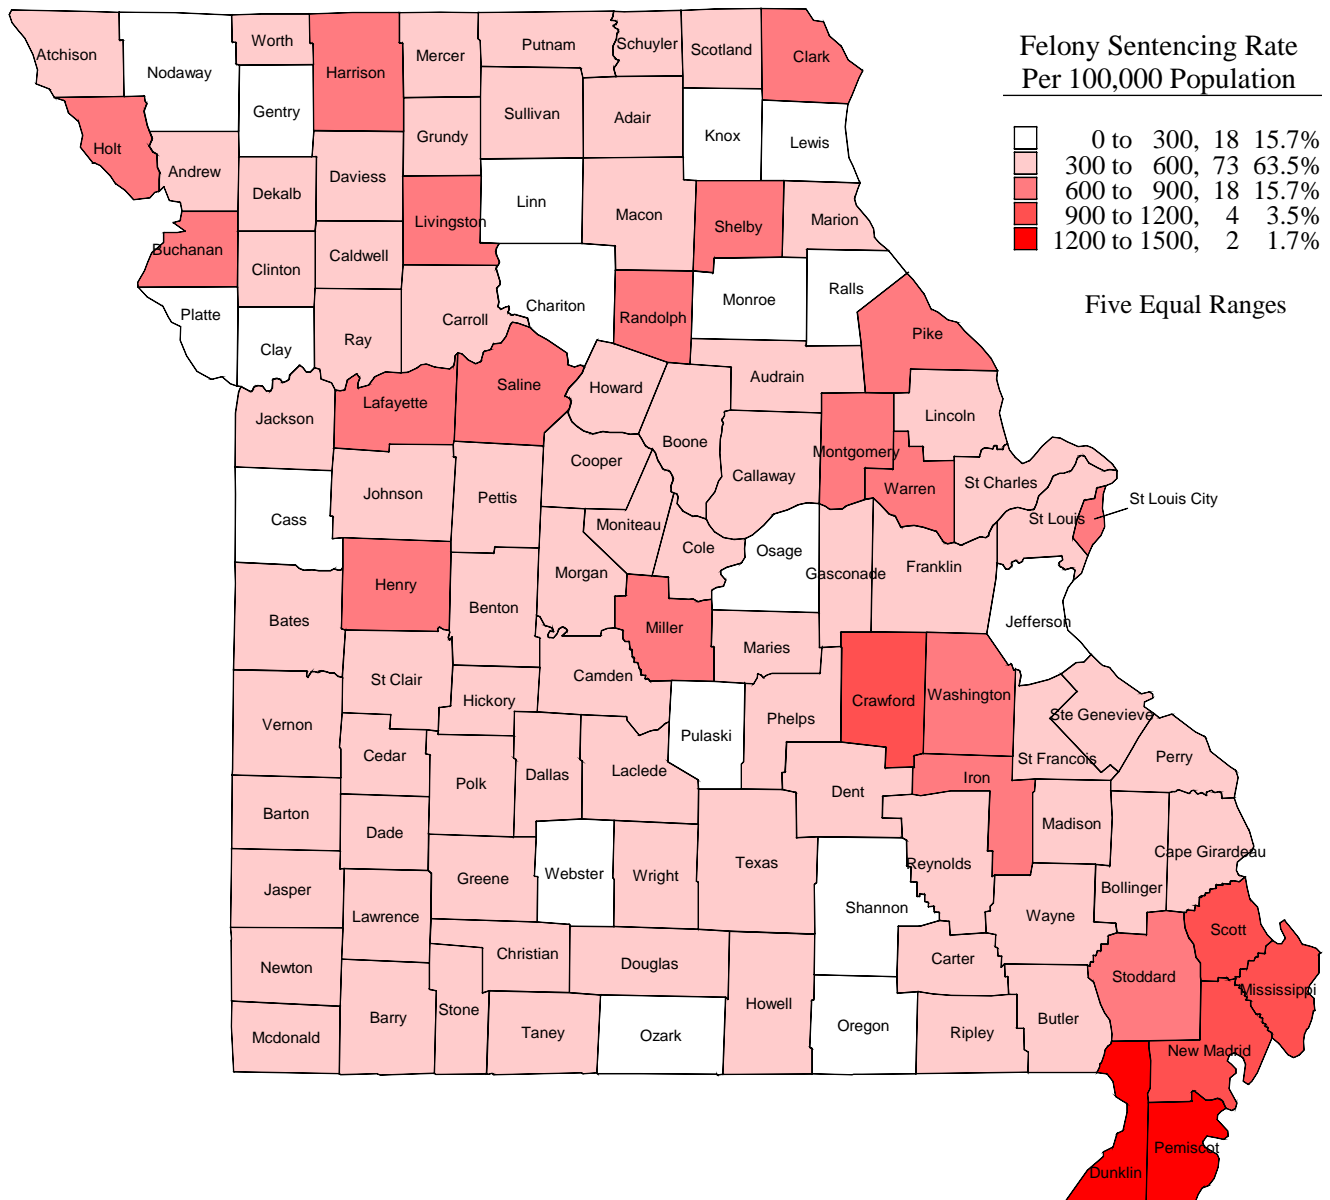 Felony Sentencing Rate
Per 100,000 Population
0 to 300, 18 15.7%
300 to 600, 73 63.5%
600 to 900, 18 15.7%
900 to 1200, 4 3.5%
1200 to 1500, 2 1.7%
Five Equal Ranges
Atchison
Nodaway
Worth
Harrison
Mercer
Putnam
Schuyler
Scotland
Clark
Gentry
Sullivan
Adair
Knox
Lewis
Holt
Andrew
Dekalb
Daviess
Grundy
Livingston
Linn
Macon
Shelby
Marion
Buchanan
Clinton
Caldwell
Platte
Clay
Ray
Carroll
Chariton
Randolph
Monroe
Ralls
Pike
Jackson
Lafayette
Saline
Howard
Audrain
Boone
Callaway
Montgomery
Lincoln
Warren
St Charles
St Louis
St Louis City
Cass
Johnson
Pettis
Cooper
Moniteau
Cole
Osage
Gasconade
Franklin
Jefferson
Bates
Henry
Benton
Morgan
Miller
Maries
Vernon
St Clair
Hickory
Camden
Pulaski
Phelps
Crawford
Washington
St Francois
Ste Genevieve
Perry
Barton
Cedar
Polk
Dallas
Laclede
Dent
Iron
Madison
Bollinger
Cape Girardeau
Jasper
Dade
Greene
Webster
Wright
Texas
Shannon
Reynolds
Wayne
Scott
Mississippi
Newton
Lawrence
Christian
Douglas
Howell
Carter
Stoddard
Mcdonald
Barry
Stone
Taney
Ozark
Oregon
Ripley
Butler
New Madrid
Dunklin
Pemiscot